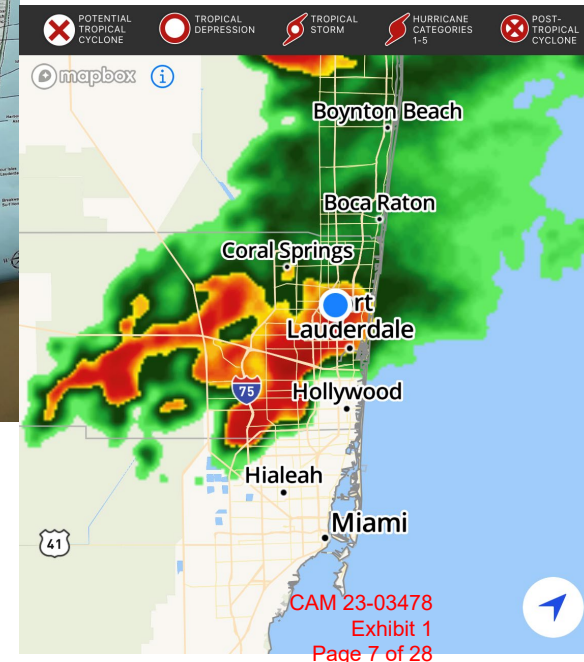 POTENTIAL
TROPICAL
CYCLONE
TROPICAL
DEPRESSION
TROPICAL
STORM
HURRICANE
CATEGORIES
1-5
POST-
TROPICAL
CYCLONE
mapbox
i
Boynton Beach
Boca Raton
Coral Springs
rt
Lauderdale
75
Hollywood
Hialeah
Miami
41
CAM 23-03478
Exhibit 1
Page 7 of 28